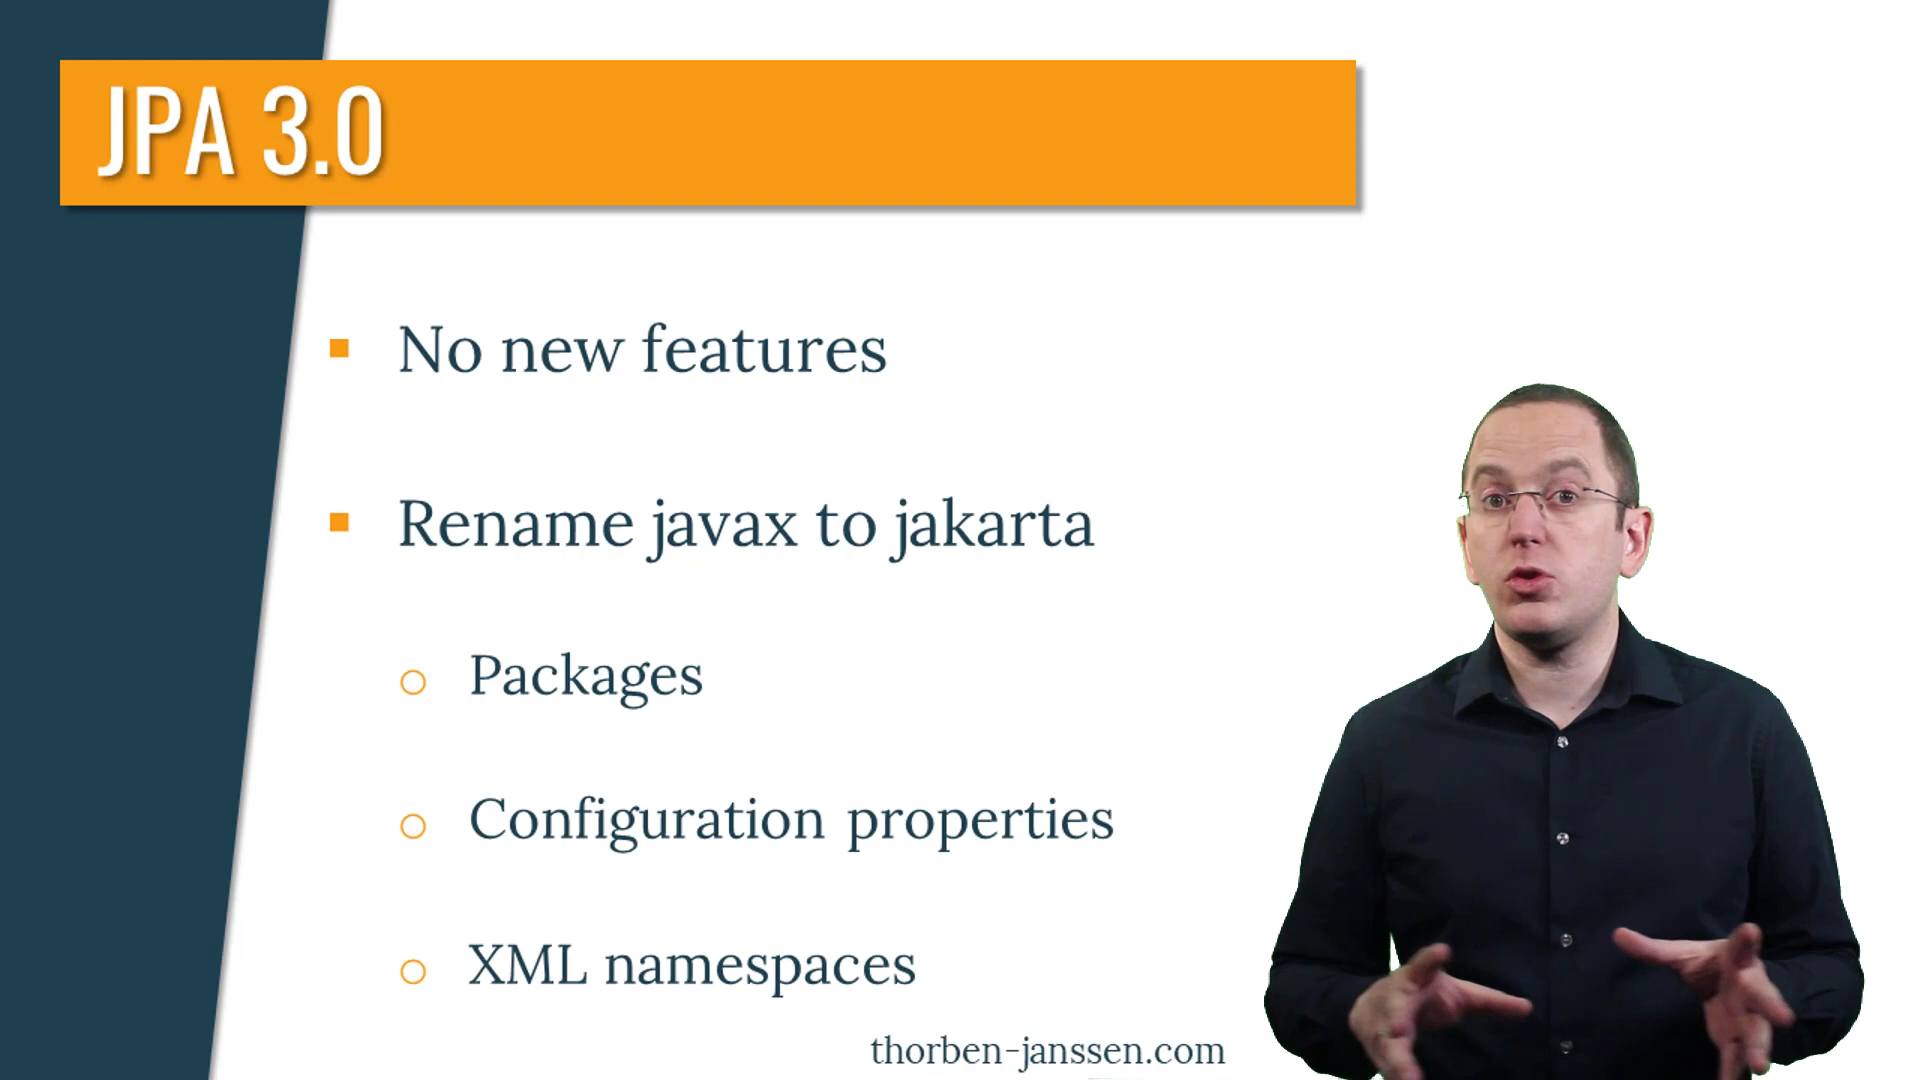 JPA 3.0
No new features
Rename javax to jakarta
Packages
Configuration properties
XML namespaces
thorben-janssen.com